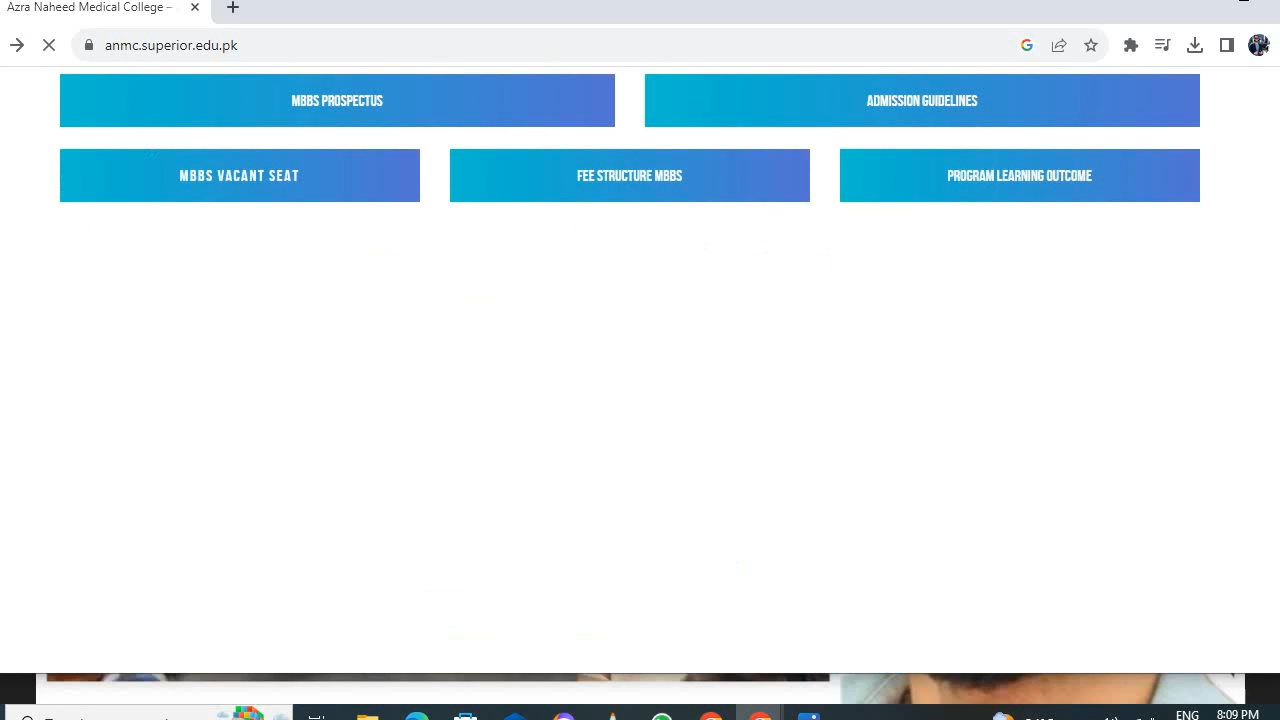 Azra Naheed Medical College –
anmc.superior.edu.pk
MBBS PROSPECTUS
ADMISSION GUIDELINES
MBBS VACANT SEAT
FEE STRUCTURE MBBS
PROGRAM LEARNING OUTCOME
ENG
8:09 PM